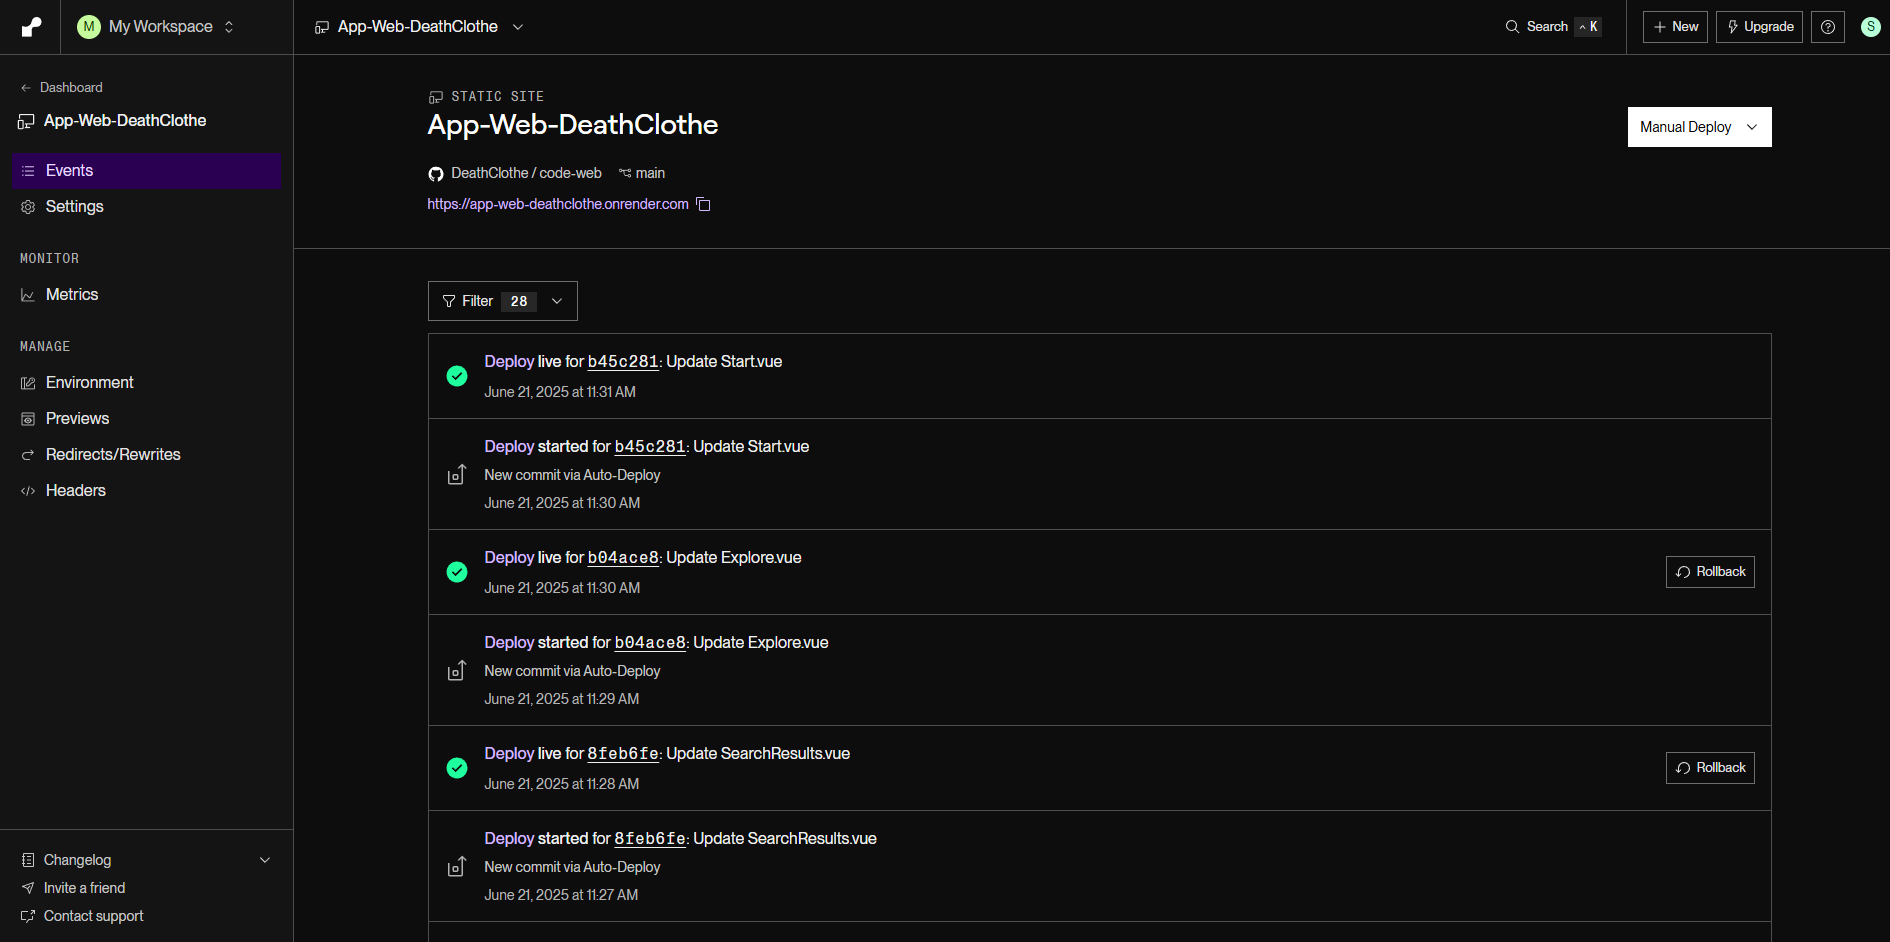 M My Workspace
App-Web-DeathClothe
Search ^ K
+ New
Upgrade
?
S
← Dashboard
App-Web-DeathClothe
Events
Settings
MONITOR
Metrics
MANAGE
Environment
Previews
Redirects/Rewrites
Headers
Changelog
Invite a friend
Contact support
STATIC SITE
App-Web-DeathClothe
Manual Deploy
DeathClothe / code-web main
https://app-web-deathclothe.onrender.com
Filter 28
Deploy live for b45c281: Update Start.vue
June 21, 2025 at 11:31 AM
Deploy started for b45c281: Update Start.vue
New commit via Auto-Deploy
June 21, 2025 at 11:30 AM
Deploy live for b04ace8: Update Explore.vue
June 21, 2025 at 11:30 AM
Rollback
Deploy started for b04ace8: Update Explore.vue
New commit via Auto-Deploy
June 21, 2025 at 11:29 AM
Deploy live for 8feb6fe: Update SearchResults.vue
June 21, 2025 at 11:28 AM
Rollback
Deploy started for 8feb6fe: Update SearchResults.vue
New commit via Auto-Deploy
June 21, 2025 at 11:27 AM